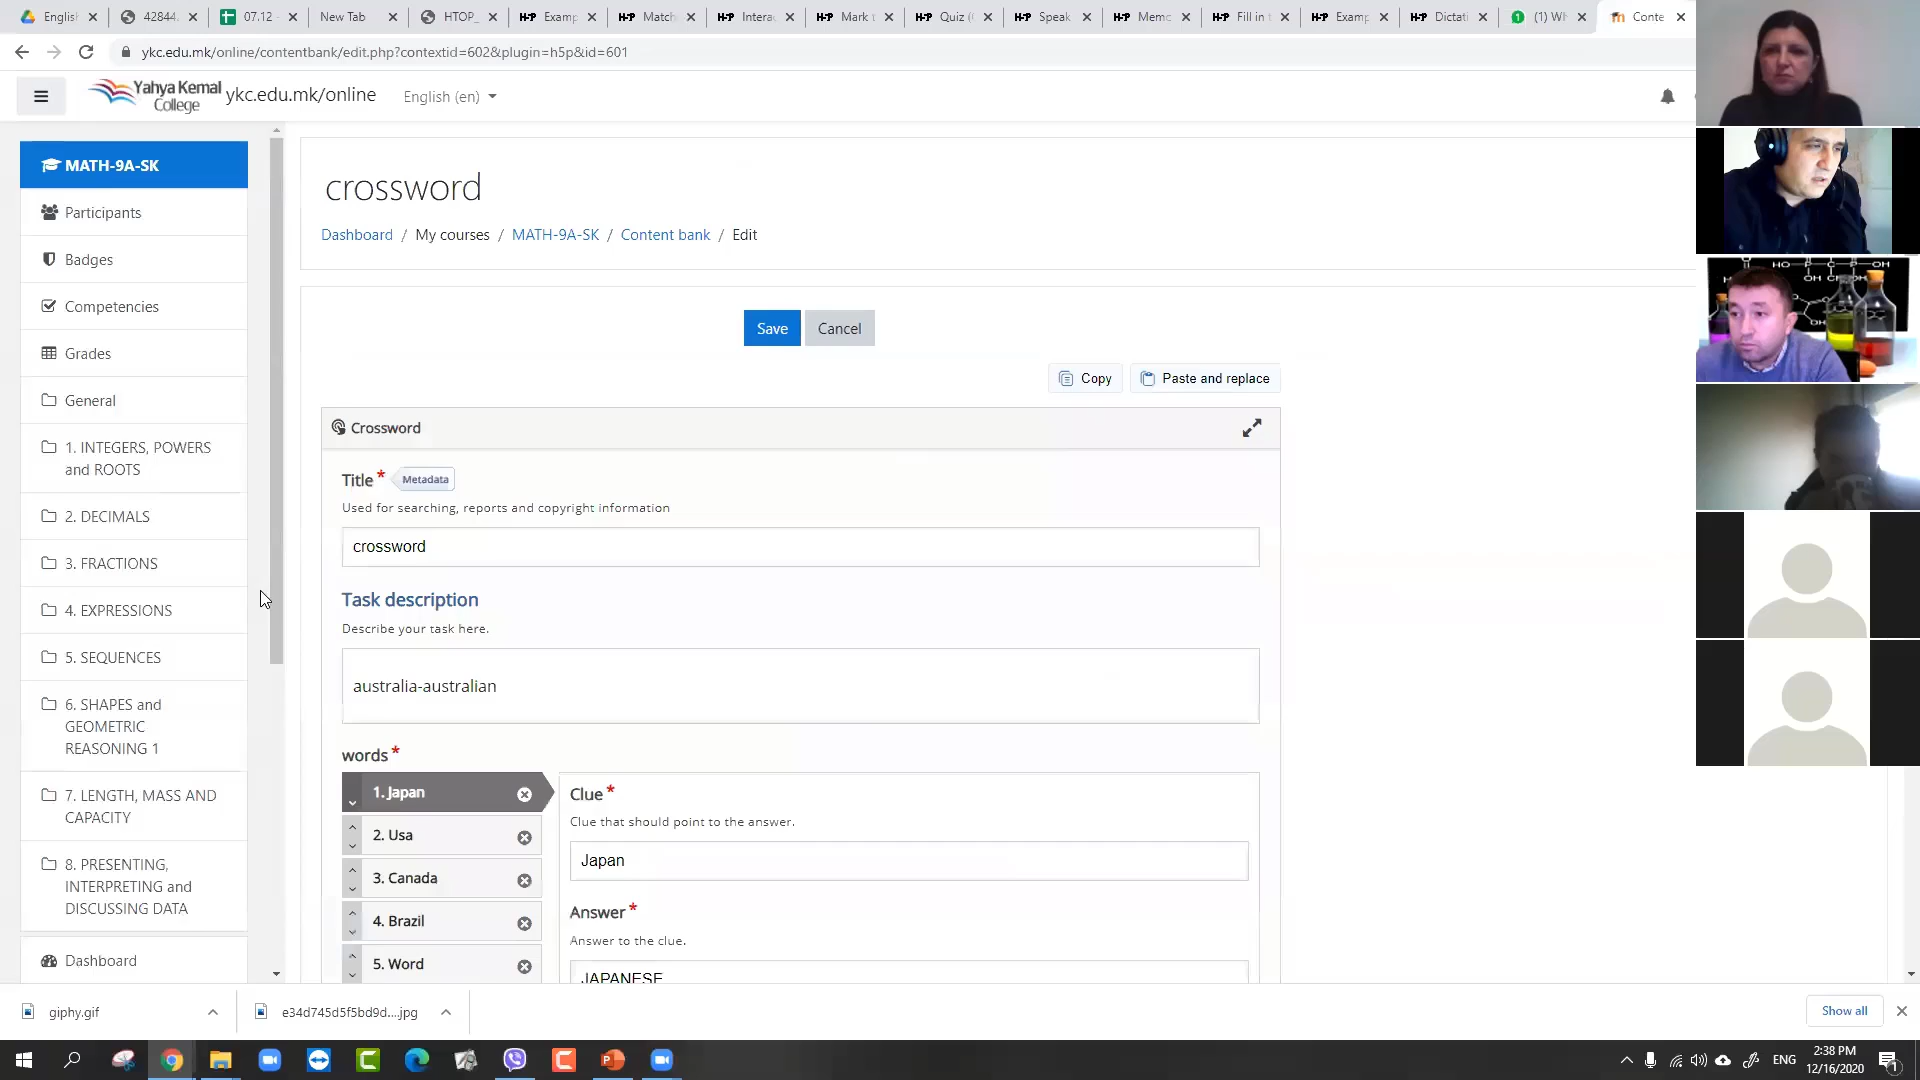 English
42844.
07.12 -
New Tab
HTOP_
H-P Examp
H-P Match
H-P Intera
H-P Mark t
H-P Quiz (
H-P Speak
H-P Memo
H-P Fill in t
H-P Examp
H-P Dictati
(1) Wh
Conte
ykc.edu.mk/online/contentbank/edit.php?contextid=602&plugin=h5p&id=601
Yahya Kemal
College
ykc.edu.mk/online
English (en)
MATH-9A-SK
Participants
Badges
Competencies
Grades
General
1. INTEGERS, POWERS
and ROOTS
2. DECIMALS
3. FRACTIONS
4. EXPRESSIONS
5. SEQUENCES
6. SHAPES and
GEOMETRIC
REASONING 1
7. LENGTH, MASS AND
CAPACITY
8. PRESENTING,
INTERPRETING and
DISCUSSING DATA
Dashboard
crossword
Dashboard / My courses / MATH-9A-SK / Content bank / Edit
Save
Cancel
Copy
Paste and replace
Crossword
Title*
Metadata
Used for searching, reports and copyright information
crossword
Task description
Describe your task here.
australia-australian
words*
1. Japan
2. Usa
3. Canada
4. Brazil
5. Word
Clue*
Clue that should point to the answer.
Japan
Answer*
Answer to the clue.
JAPANESE
giphy.gif
e34d745d5f5bd9d....jpg
Show all
ENG
2:38 PM
12/16/2020
1